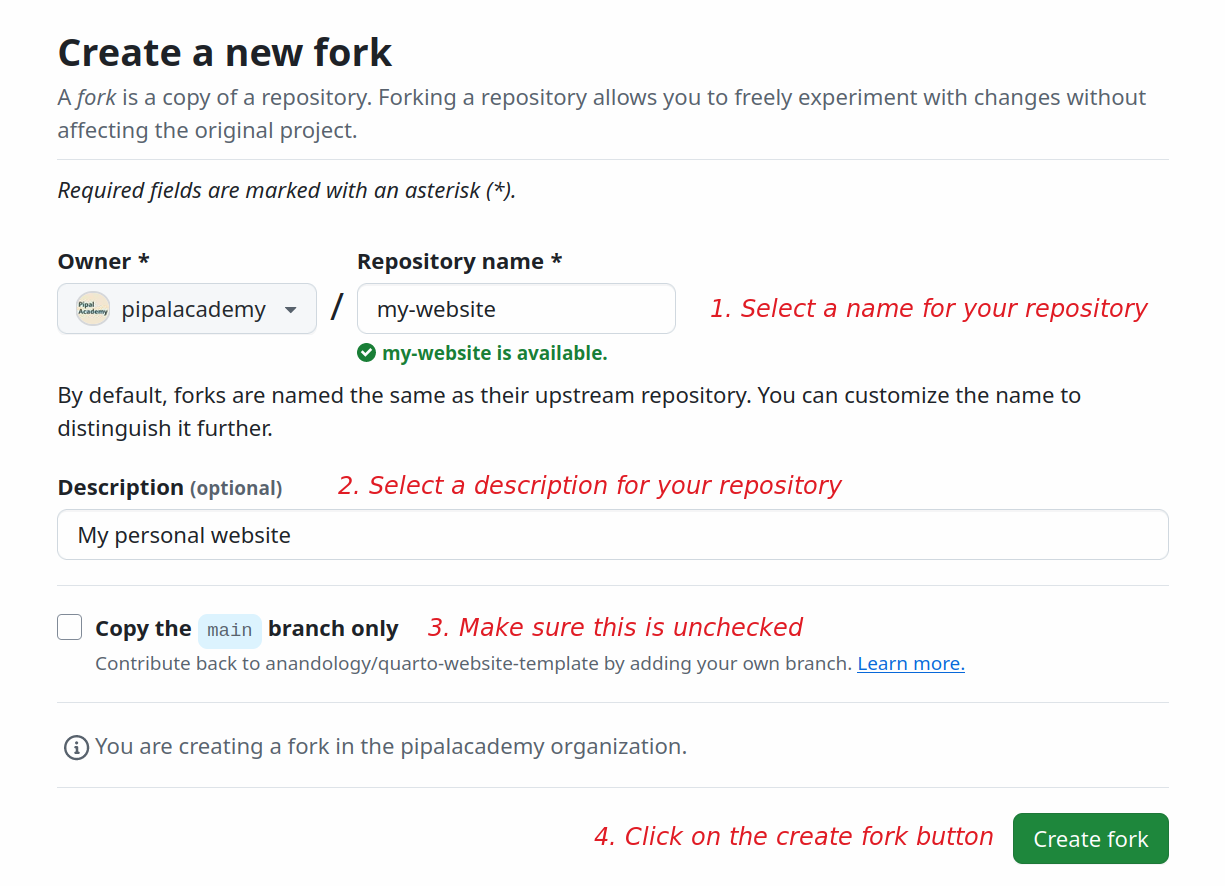 Create a new fork
A fork is a copy of a repository. Forking a repository allows you to freely experiment with changes without
affecting the original project.
Required fields are marked with an asterisk (*).
Owner *
Repository name *
Pipal
Academy
pipalacademy
/
my-website
1. Select a name for your repository
my-website is available.
By default, forks are named the same as their upstream repository. You can customize the name to
distinguish it further.
Description (optional)
2. Select a description for your repository
My personal website
Copy the main branch only
3. Make sure this is unchecked
Contribute back to anandology/quarto-website-template by adding your own branch. Learn more.
You are creating a fork in the pipalacademy organization.
4. Click on the create fork button
Create fork